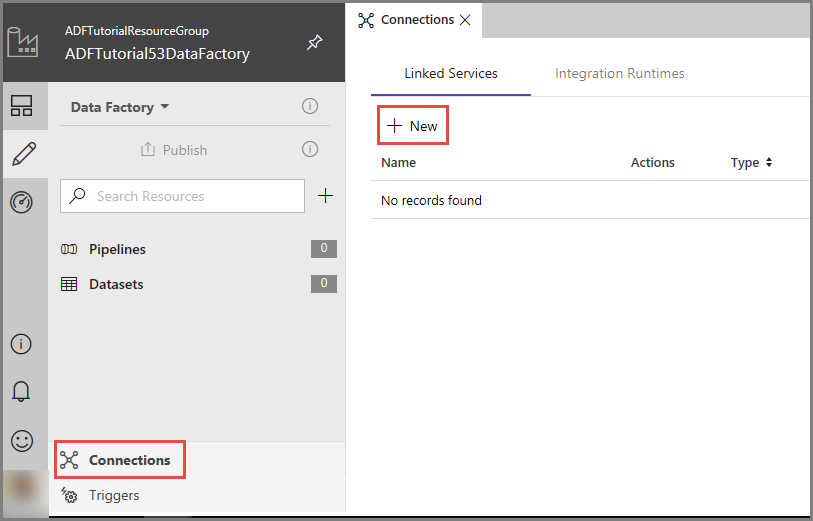 ADFTutorialResourceGroup
ADFTutorial53DataFactory
Data Factory
Publish
Search Resources
Pipelines 0
Datasets 0
Connections
Triggers
Connections
Linked Services Integration Runtimes
New
Name Actions Type
No records found